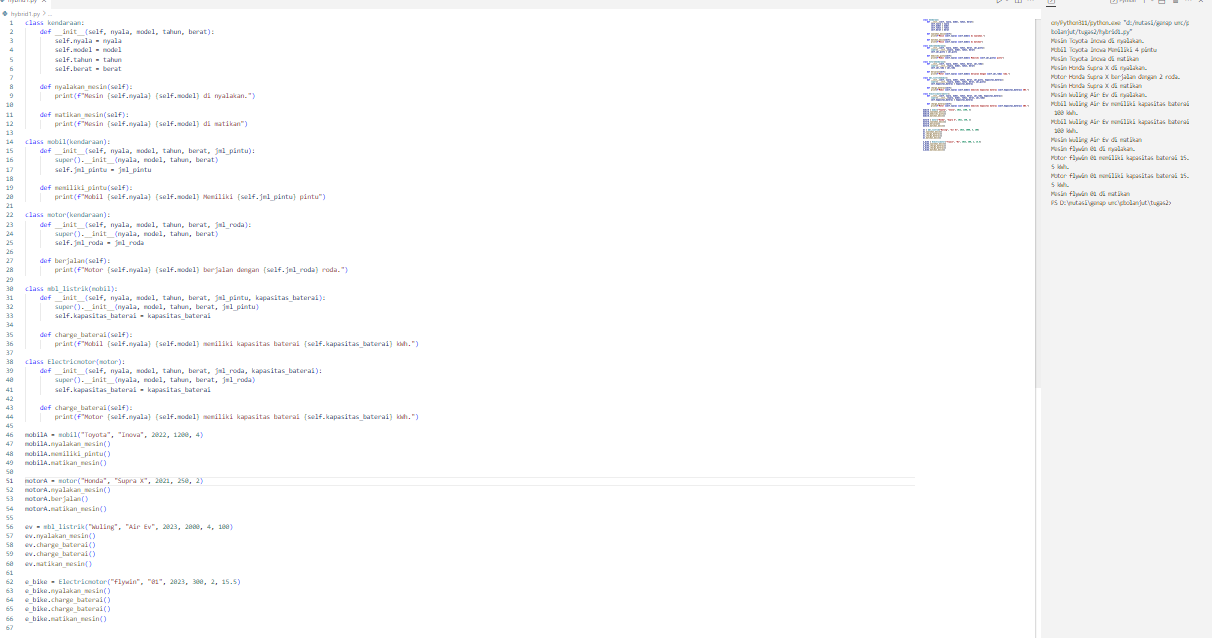 hybrid1.py
hybrid1.py > ...
1 class kendaraan:
2     def __init__(self, nyala, model, tahun, berat):
3         self.nyala = nyala
4         self.model = model
5         self.tahun = tahun
6         self.berat = berat
7
8     def nyalakan_mesin(self):
9         print(f"Mesin {self.nyala} {self.model} di nyalakan.")
10
11     def matikan_mesin(self):
12         print(f"Mesin {self.nyala} {self.model} di matikan")
13
14 class mobil(kendaraan):
15     def __init__(self, nyala, model, tahun, berat, jml_pintu):
16         super().__init__(nyala, model, tahun, berat)
17         self.jml_pintu = jml_pintu
18
19     def memiliki_pintu(self):
20         print(f"Mobil {self.nyala} {self.model} Memiliki {self.jml_pintu} pintu")
21
22 class motor(kendaraan):
23     def __init__(self, nyala, model, tahun, berat, jml_roda):
24         super().__init__(nyala, model, tahun, berat)
25         self.jml_roda = jml_roda
26
27     def berjalan(self):
28         print(f"Motor {self.nyala} {self.model} berjalan dengan {self.jml_roda} roda.")
29
30 class mbl_listrik(mobil):
31     def __init__(self, nyala, model, tahun, berat, jml_pintu, kapasitas_baterai):
32         super().__init__(nyala, model, tahun, berat, jml_pintu)
33         self.kapasitas_baterai = kapasitas_baterai
34
35     def charge_baterai(self):
36         print(f"Mobil {self.nyala} {self.model} memiliki kapasitas baterai {self.kapasitas_baterai} kWh.")
37
38 class Electricmotor(motor):
39     def __init__(self, nyala, model, tahun, berat, jml_roda, kapasitas_baterai):
40         super().__init__(nyala, model, tahun, berat, jml_roda)
41         self.kapasitas_baterai = kapasitas_baterai
42
43     def charge_baterai(self):
44         print(f"Motor {self.nyala} {self.model} memiliki kapasitas baterai {self.kapasitas_baterai} kWh.")
45
46 mobilA = mobil("Toyota", "Inova", 2022, 1200, 4)
47 mobilA.nyalakan_mesin()
48 mobilA.memiliki_pintu()
49 mobilA.matikan_mesin()
50
51 motorA = motor("Honda", "Supra X", 2021, 250, 2)
52 motorA.nyalakan_mesin()
53 motorA.berjalan()
54 motorA.matikan_mesin()
55
56 ev = mbl_listrik("Wuling", "Air Ev", 2023, 2000, 4, 100)
57 ev.nyalakan_mesin()
58 ev.charge_baterai()
59 ev.charge_baterai()
60 ev.matikan_mesin()
61
62 e_bike = Electricmotor("flywin", "01", 2023, 300, 2, 15.5)
63 e_bike.nyalakan_mesin()
64 e_bike.charge_baterai()
65 e_bike.charge_baterai()
66 e_bike.matikan_mesin()
67
on/Python311/python.exe "d:/mutasi/genap unc/p
bolanjut/tugas2/hybrid1.py"
Mesin Toyota Inova di nyalakan.
Mobil Toyota Inova Memiliki 4 pintu
Mesin Toyota Inova di matikan
Mesin Honda Supra X di nyalakan.
Motor Honda Supra X berjalan dengan 2 roda.
Mesin Honda Supra X di matikan
Mesin Wuling Air Ev di nyalakan.
Mobil Wuling Air Ev memiliki kapasitas baterai
100 kWh.
Mobil Wuling Air Ev memiliki kapasitas baterai
100 kWh.
Mesin Wuling Air Ev di matikan
Mesin flywin 01 di nyalakan.
Motor flywin 01 memiliki kapasitas baterai 15.
5 kWh.
Motor flywin 01 memiliki kapasitas baterai 15.
5 kWh.
Mesin flywin 01 di matikan
PS D:\mutasi\genap unc\pbolanjut\tugas2>